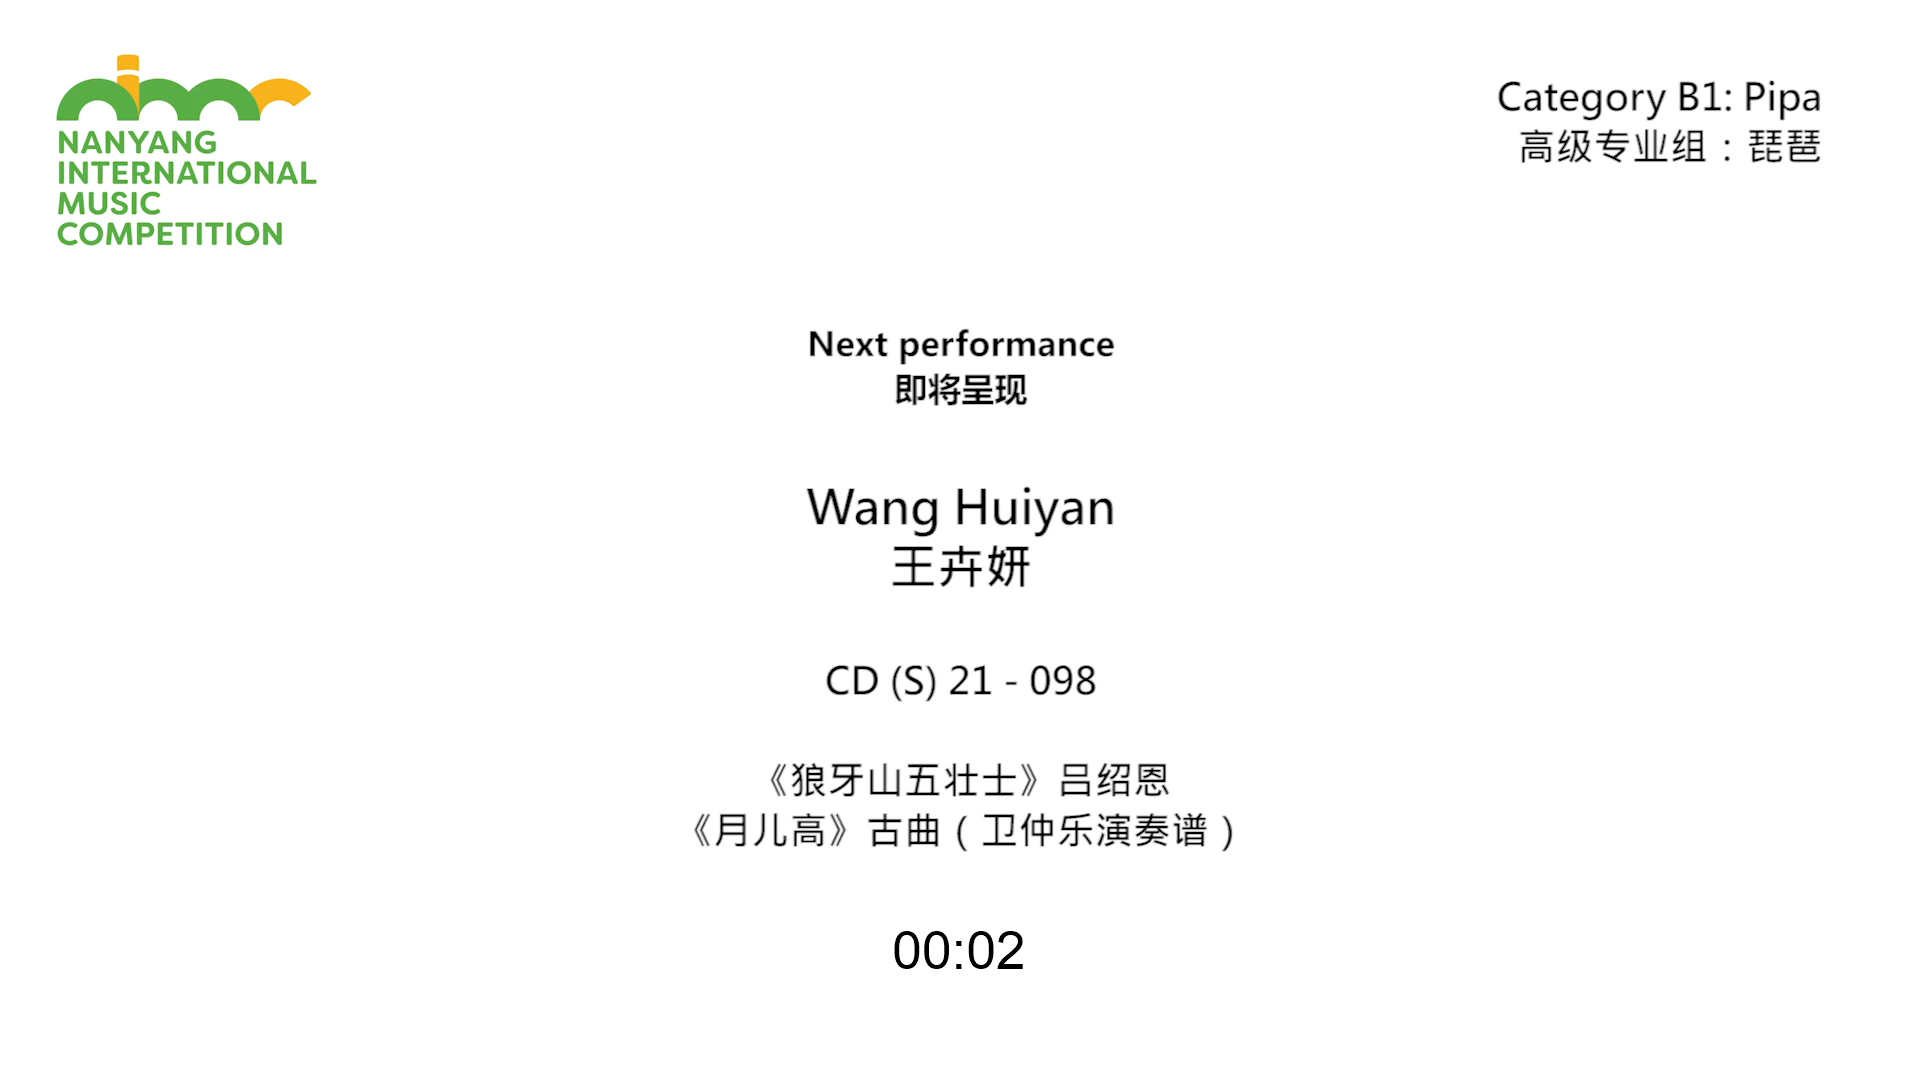 nimc
NANYANG
INTERNATIONAL
MUSIC
COMPETITION
Category B1: Pipa
高级专业组：琵琶
Next performance
即将呈现
Wang Huiyan
王卉妍
CD (S) 21 - 098
《狼牙山五壮士》吕绍恩
《月儿高》古曲（卫仲乐演奏谱）
00:02